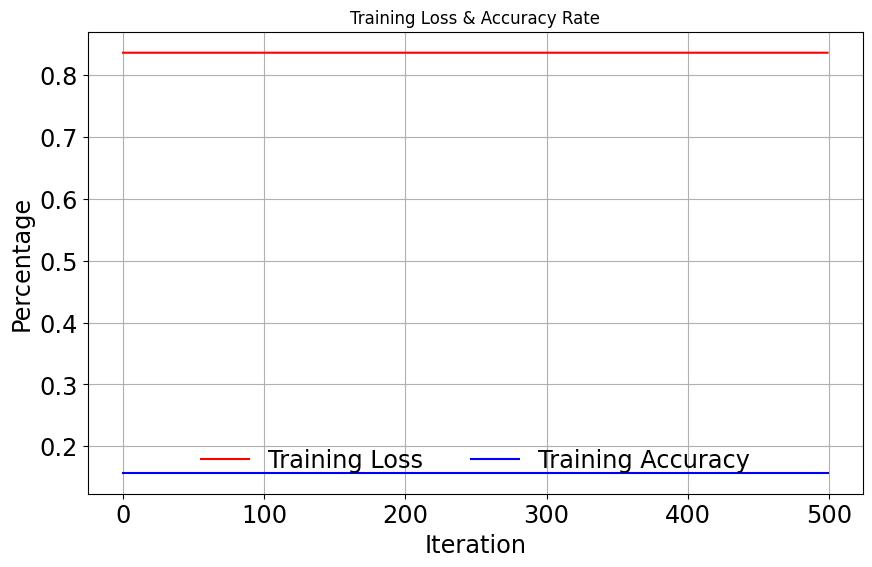 Training Loss & Accuracy Rate
Percentage
0.8
0.7
0.6
0.5
0.4
0.3
0.2
Training Loss Training Accuracy
0 100 200 300 400 500
Iteration